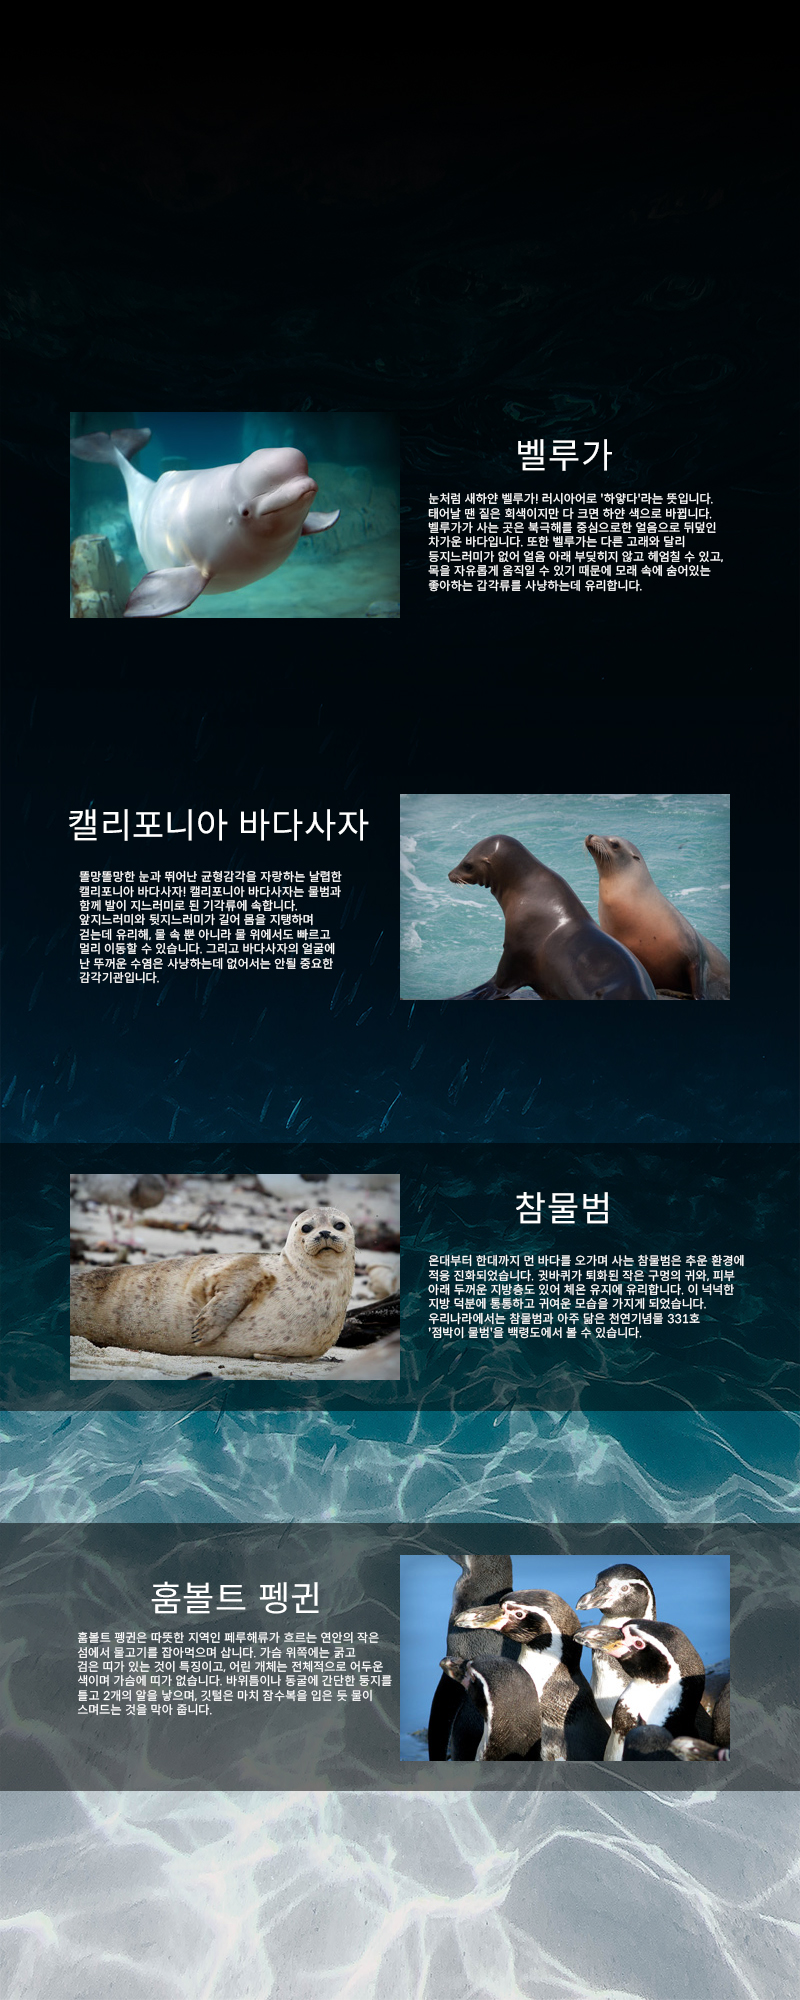 벨루가
눈처럼 새하얀 벨루가! 러시아어로 '하얗다'라는 뜻입니다.
태어날 땐 짙은 회색이지만 다 크면 하얀 색으로 바뀝니다.
벨루가가 사는 곳은 북극해를 중심으로한 얼음으로 뒤덮인
차가운 바다입니다. 또한 벨루가는 다른 고래와 달리
등지느러미가 없어 얼음 아래 부딪히지 않고 헤엄칠 수 있고,
목을 자유롭게 움직일 수 있기 때문에 모래 속에 숨어있는
좋아하는 갑각류를 사냥하는데 유리합니다.
캘리포니아 바다사자
똘망똘망한 눈과 뛰어난 균형감각을 자랑하는 날렵한
캘리포니아 바다사자! 캘리포니아 바다사자는 물범과
함께 발이 지느러미로 된 기각류에 속합니다.
앞지느러미와 뒷지느러미가 길어 몸을 지탱하며
걷는데 유리해, 물 속 뿐 아니라 물 위에서도 빠르고
멀리 이동할 수 있습니다. 그리고 바다사자의 얼굴에
난 뚜꺼운 수염은 사냥하는데 없어서는 안될 중요한
감각기관입니다.
참물범
온대부터 한대까지 먼 바다를 오가며 사는 참물범은 추운 환경에
적응 진화되었습니다. 귓바퀴가 퇴화된 작은 구멍의 귀와, 피부
아래 두꺼운 지방층도 있어 체온 유지에 유리합니다. 이 넉넉한
지방 덕분에 통통하고 귀여운 모습을 가지게 되었습니다.
우리나라에서는 참물범과 아주 닮은 천연기념물 331호
'점박이 물범'을 백령도에서 볼 수 있습니다.
훔볼트 펭귄
훔볼트 펭귄은 따뜻한 지역인 페루해류가 흐르는 연안의 작은
섬에서 물고기를 잡아먹으며 삽니다. 가슴 위쪽에는 굵고
검은 띠가 있는 것이 특징이고, 어린 개체는 전체적으로 어두운
색이며 가슴에 띠가 없습니다. 바위틈이나 동굴에 간단한 둥지를
틀고 2개의 알을 낳으며, 깃털은 마치 잠수복을 입은 듯 물이
스며드는 것을 막아 줍니다.